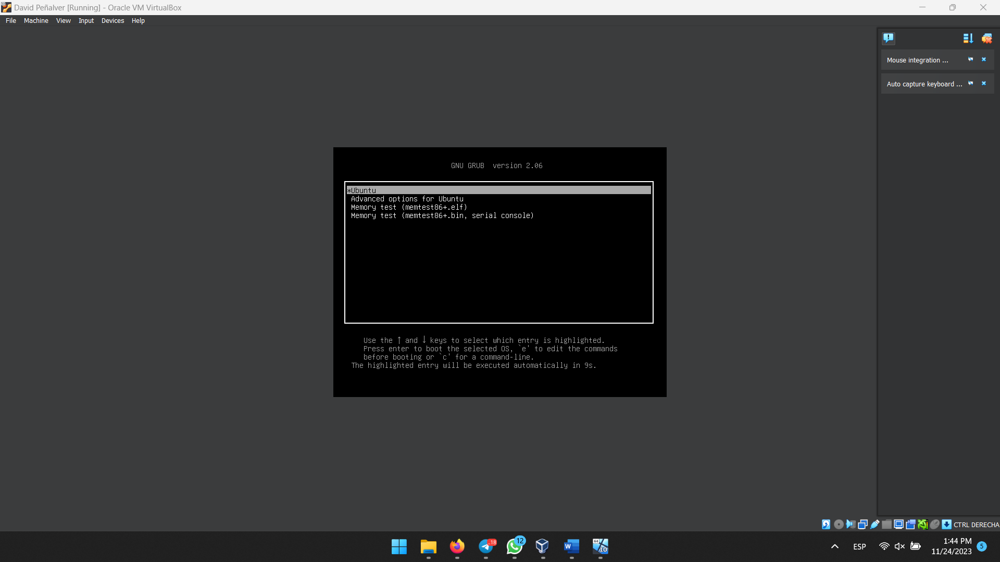 David Peñalver [Running] - Oracle VM VirtualBox
File Machine View Input Devices Help
Mouse integration ...
Auto capture keyboard ...
GNU GRUB version 2.06
*Ubuntu
Advanced options for Ubuntu
Memory test (memtest86+.elf)
Memory test (memtest86+.bin, serial console)
Use the ↑ and ↓ keys to select which entry is highlighted.
Press enter to boot the selected OS, `e' to edit the commands
before booting or `c' for a command-line.
The highlighted entry will be executed automatically in 9s.
CTRL DERECHA
..18
12
W
64
10
ESP
1:44 PM
11/24/2023
5